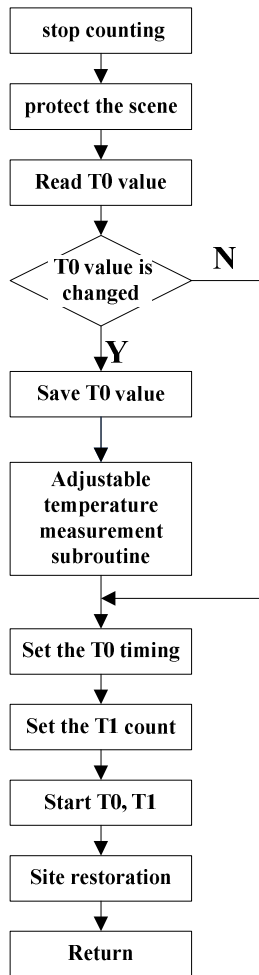 stop counting
protect the scene
Read T0 value
T0 value is
changed
N
Y
Save T0 value
Adjustable
temperature
measurement
subroutine
Set the T0 timing
Set the T1 count
Start T0, T1
Site restoration
Return